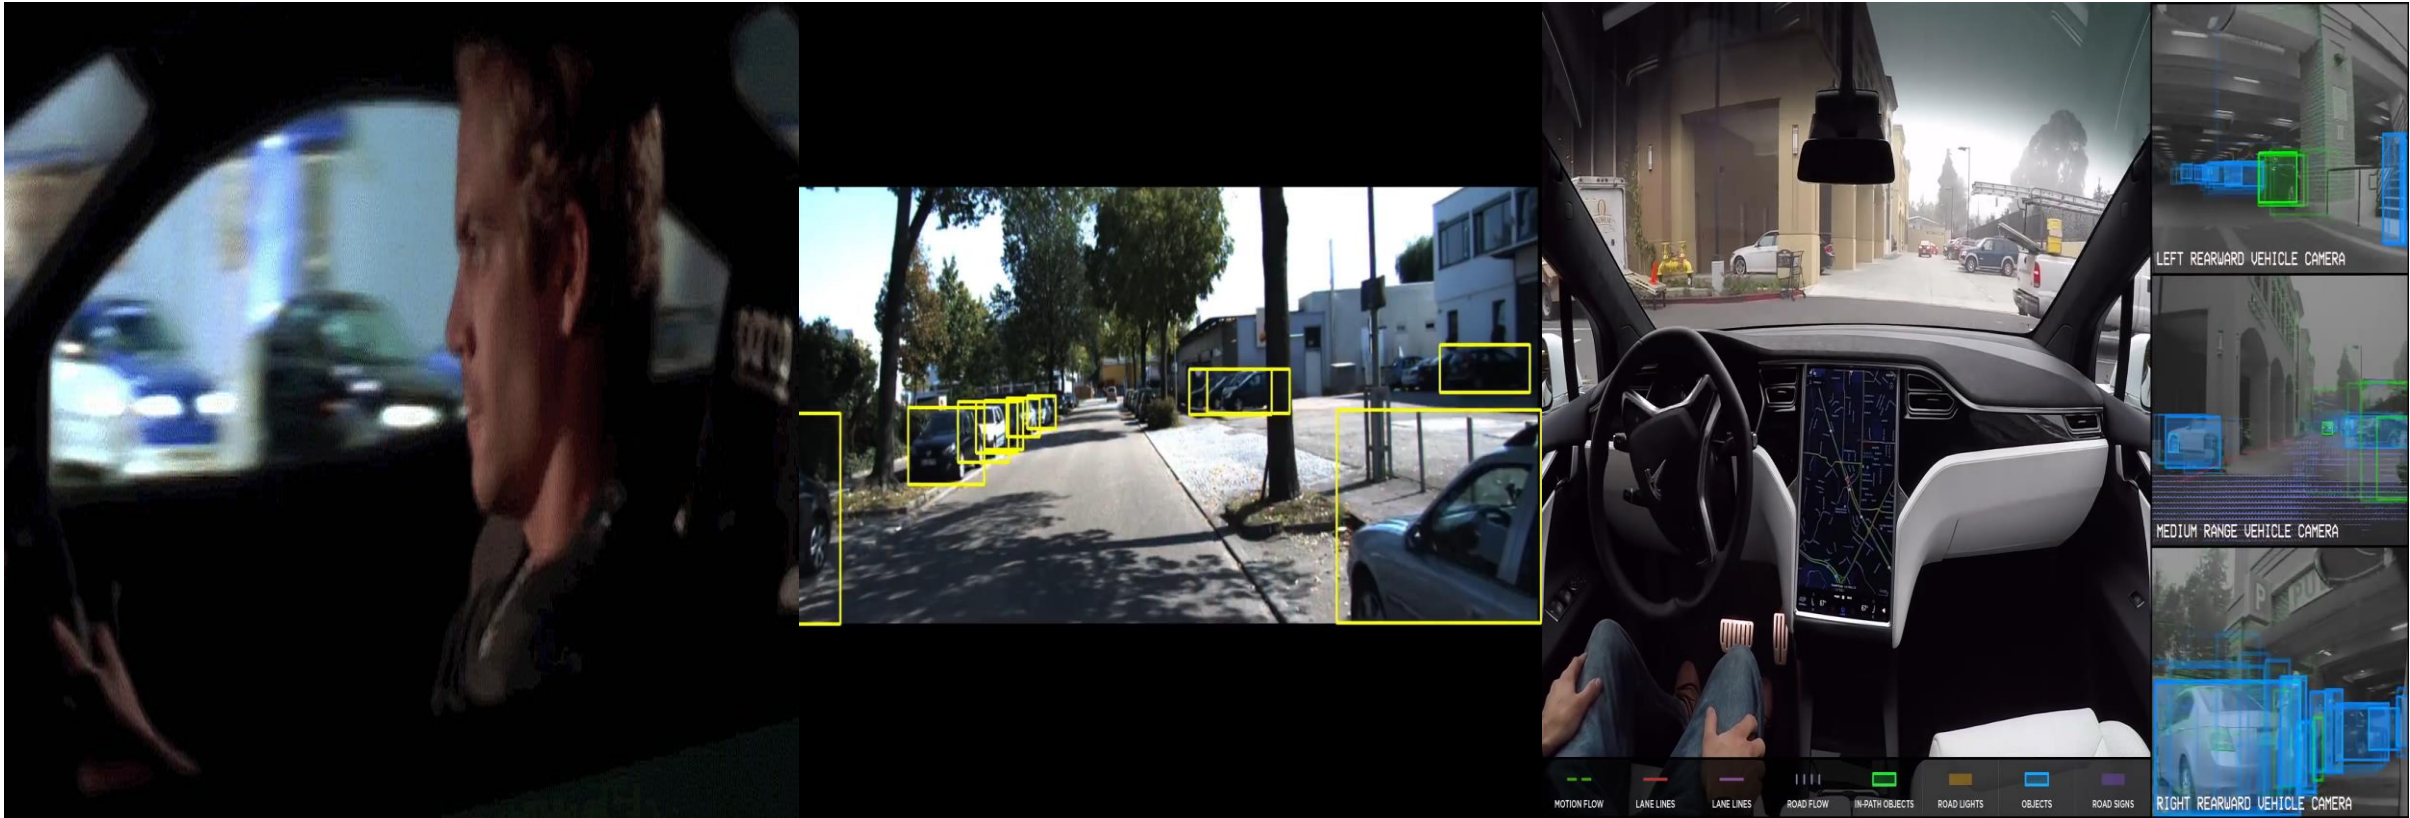 LEFT REARWARD VEHICLE CAMERA
MEDIUM RANGE VEHICLE CAMERA
RIGHT REARWARD VEHICLE CAMERA
MOTION FLOW
LANE LINES
LANE LINES
ROAD FLOW
IN-PATH OBJECTS
ROAD LIGHTS
OBJECTS
ROAD SIGNS